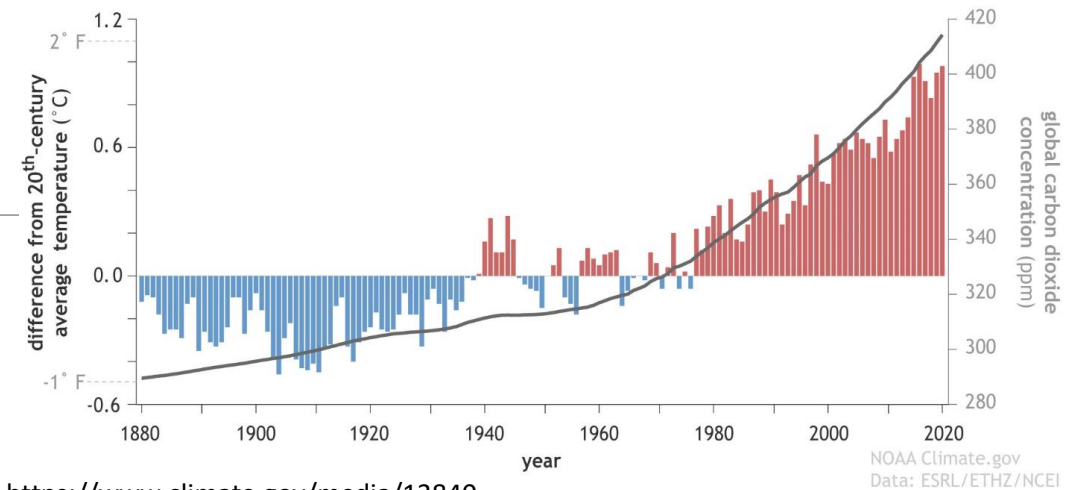 difference from 20th-century
average temperature (°C)
1.2
2° F
0.6
0.0
-1° F
-0.6
420
400
380
360
340
320
300
280
global carbon dioxide
concentration (ppm)
1880 1900 1920 1940 1960 1980 2000 2020
year
NOAA Climate.gov
Data: ESRL/ETHZ/NCEI